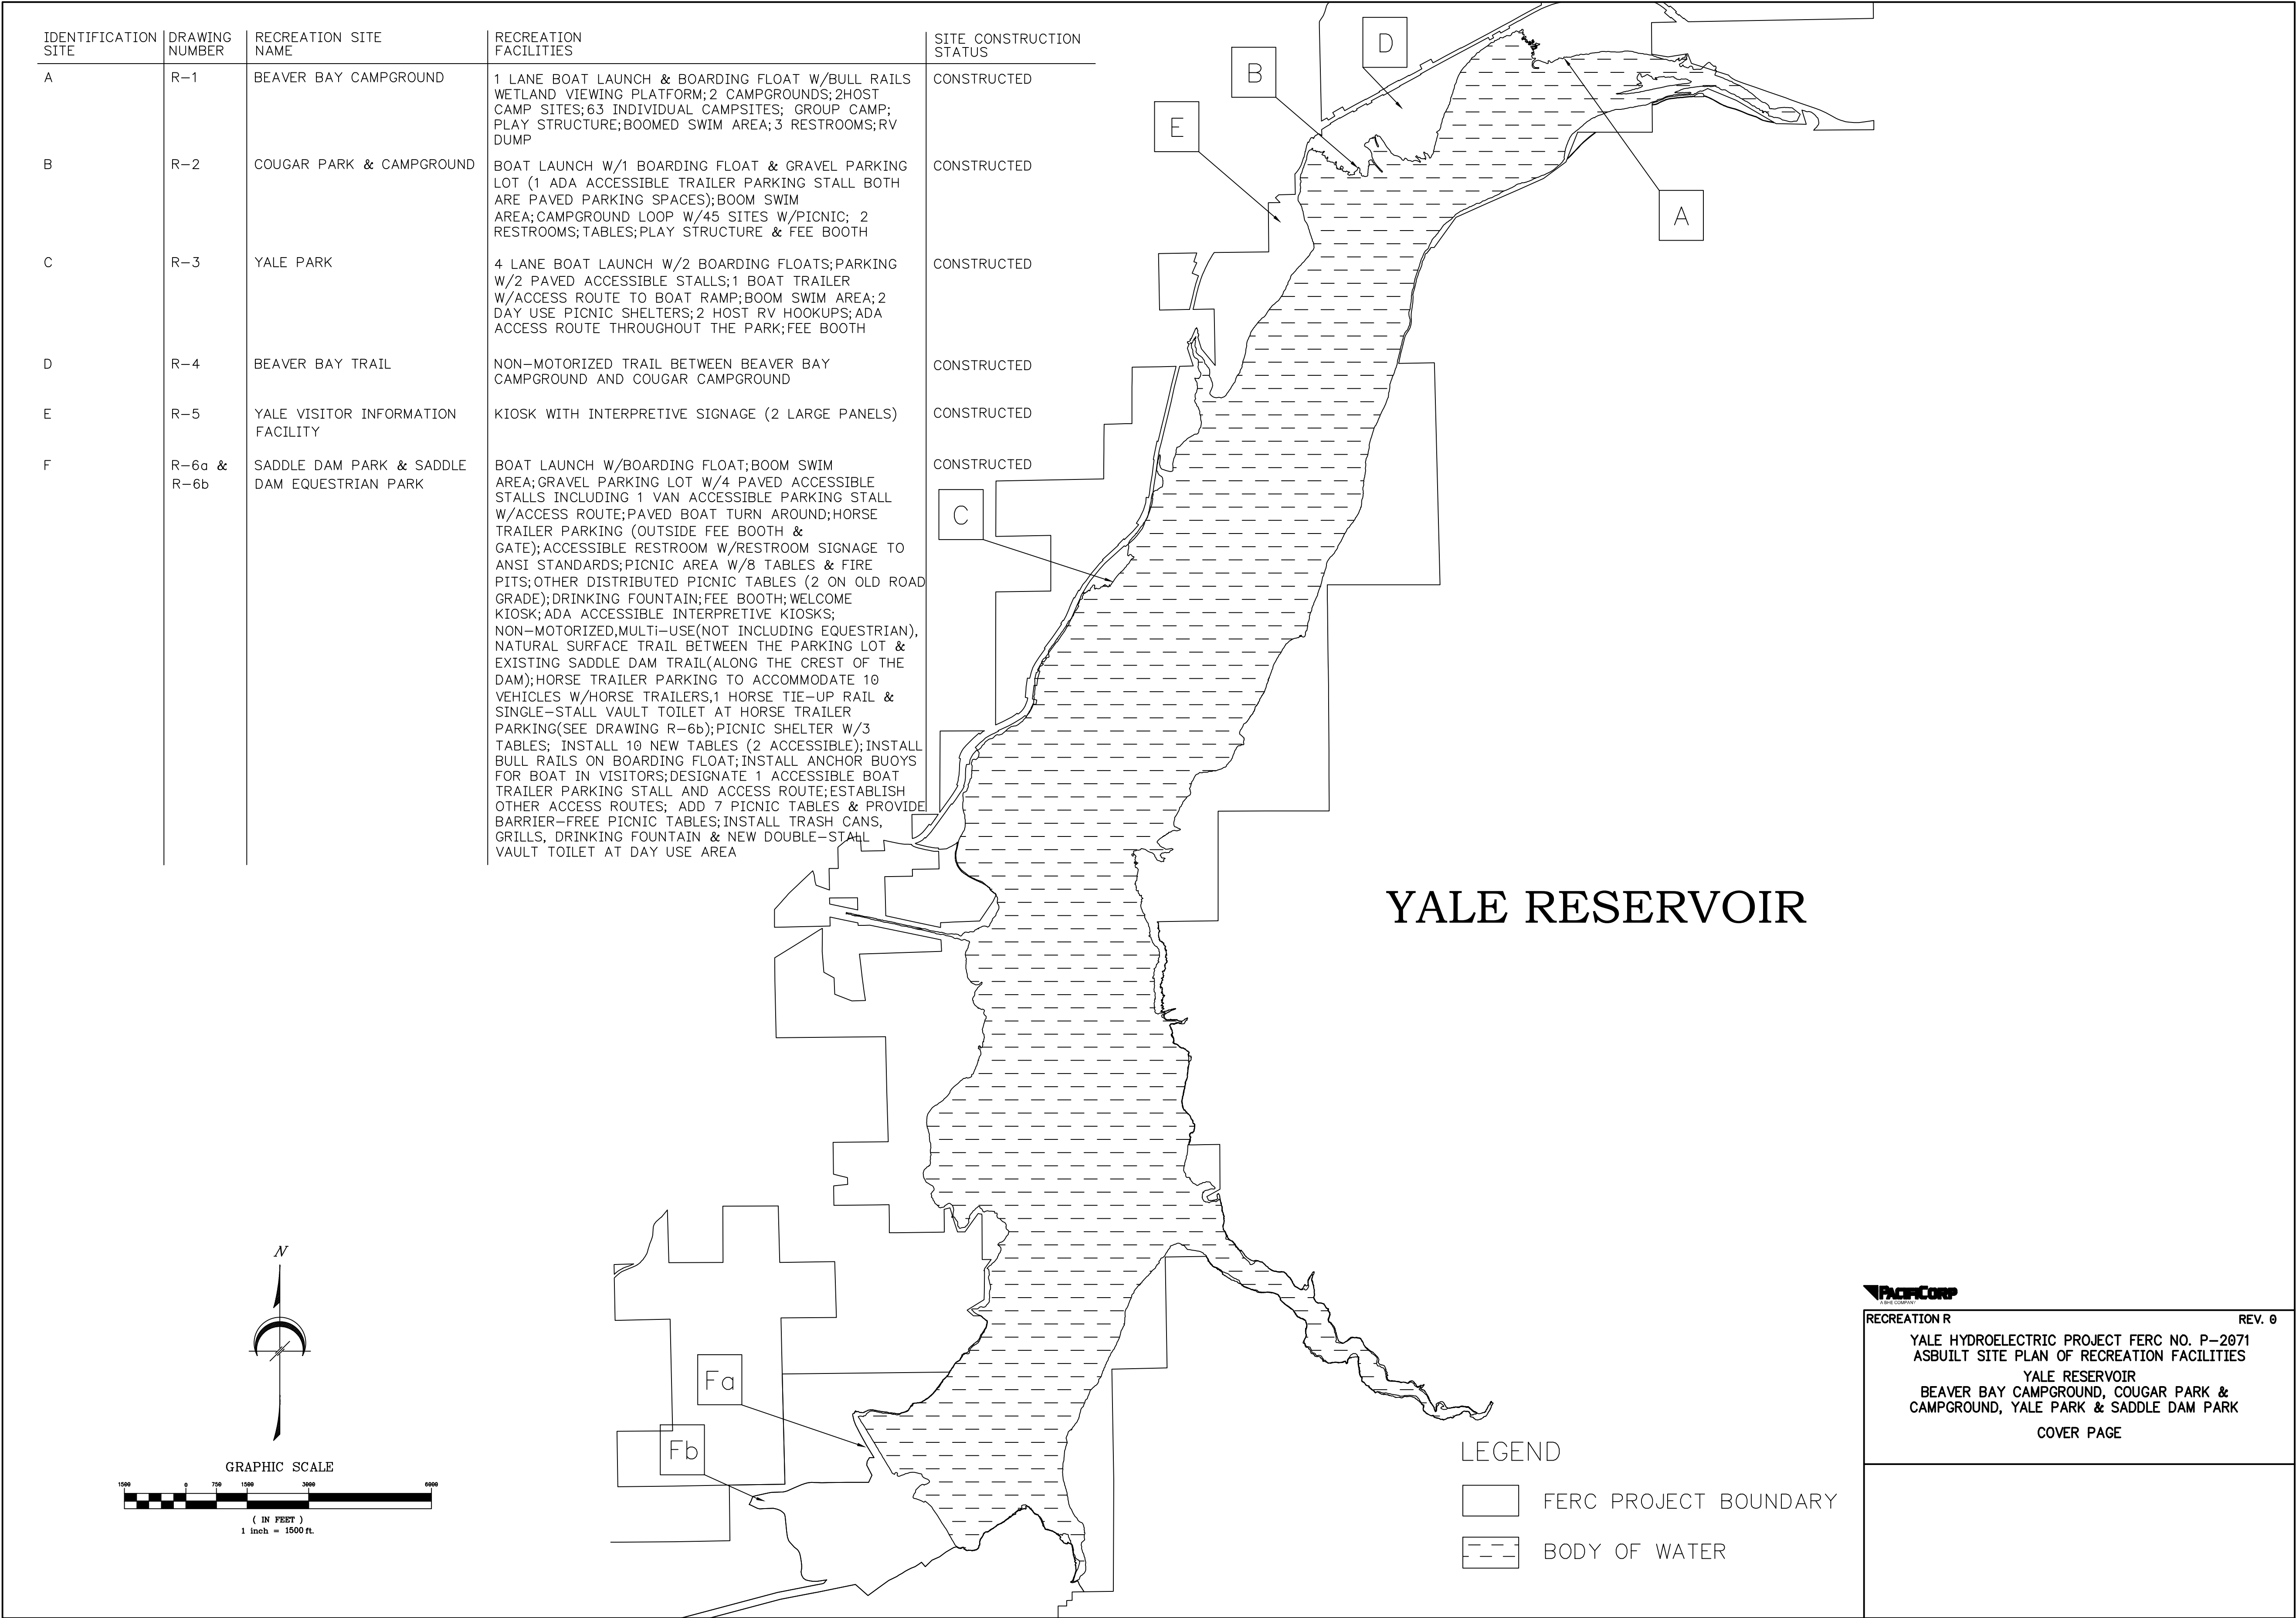 IDENTIFICATION SITE
DRAWING NUMBER
RECREATION SITE NAME
RECREATION FACILITIES
SITE CONSTRUCTION STATUS
A
R-1
BEAVER BAY CAMPGROUND
1 LANE BOAT LAUNCH & BOARDING FLOAT W/BULL RAILS
WETLAND VIEWING PLATFORM;2 CAMPGROUNDS;2HOST
CAMP SITES;63 INDIVIDUAL CAMPSITES; GROUP CAMP;
PLAY STRUCTURE;BOOMED SWIM AREA;3 RESTROOMS;RV
DUMP
CONSTRUCTED
B
R-2
COUGAR PARK & CAMPGROUND
BOAT LAUNCH W/1 BOARDING FLOAT & GRAVEL PARKING
LOT (1 ADA ACCESSIBLE TRAILER PARKING STALL BOTH
ARE PAVED PARKING SPACES);BOOM SWIM
AREA;CAMPGROUND LOOP W/45 SITES W/PICNIC; 2
RESTROOMS;TABLES;PLAY STRUCTURE & FEE BOOTH
CONSTRUCTED
C
R-3
YALE PARK
4 LANE BOAT LAUNCH W/2 BOARDING FLOATS;PARKING
W/2 PAVED ACCESSIBLE STALLS;1 BOAT TRAILER
W/ACCESS ROUTE TO BOAT RAMP;BOOM SWIM AREA;2
DAY USE PICNIC SHELTERS;2 HOST RV HOOKUPS;ADA
ACCESS ROUTE THROUGHOUT THE PARK;FEE BOOTH
CONSTRUCTED
D
R-4
BEAVER BAY TRAIL
NON-MOTORIZED TRAIL BETWEEN BEAVER BAY
CAMPGROUND AND COUGAR CAMPGROUND
CONSTRUCTED
E
R-5
YALE VISITOR INFORMATION
FACILITY
KIOSK WITH INTERPRETIVE SIGNAGE (2 LARGE PANELS)
CONSTRUCTED
F
R-6a &
R-6b
SADDLE DAM PARK & SADDLE
DAM EQUESTRIAN PARK
BOAT LAUNCH W/BOARDING FLOAT;BOOM SWIM
AREA;GRAVEL PARKING LOT W/4 PAVED ACCESSIBLE
STALLS INCLUDING 1 VAN ACCESSIBLE PARKING STALL
W/ACCESS ROUTE;PAVED BOAT TURN AROUND;HORSE
TRAILER PARKING (OUTSIDE FEE BOOTH &
GATE);ACCESSIBLE RESTROOM W/RESTROOM SIGNAGE TO
ANSI STANDARDS;PICNIC AREA W/8 TABLES & FIRE
PITS;OTHER DISTRIBUTED PICNIC TABLES (2 ON OLD ROAD
GRADE);DRINKING FOUNTAIN;FEE BOOTH;WELCOME
KIOSK;ADA ACCESSIBLE INTERPRETIVE KIOSKS;
NON-MOTORIZED,MULTi-USE(NOT INCLUDING EQUESTRIAN),
NATURAL SURFACE TRAIL BETWEEN THE PARKING LOT &
EXISTING SADDLE DAM TRAIL(ALONG THE CREST OF THE
DAM);HORSE TRAILER PARKING TO ACCOMMODATE 10
VEHICLES W/HORSE TRAILERS,1 HORSE TIE-UP RAIL &
SINGLE-STALL VAULT TOILET AT HORSE TRAILER
PARKING(SEE DRAWING R-6b);PICNIC SHELTER W/3
TABLES; INSTALL 10 NEW TABLES (2 ACCESSIBLE);INSTALL
BULL RAILS ON BOARDING FLOAT;INSTALL ANCHOR BUOYS
FOR BOAT IN VISITORS;DESIGNATE 1 ACCESSIBLE BOAT
TRAILER PARKING STALL AND ACCESS ROUTE;ESTABLISH
OTHER ACCESS ROUTES; ADD 7 PICNIC TABLES & PROVIDE
BARRIER-FREE PICNIC TABLES;INSTALL TRASH CANS,
GRILLS, DRINKING FOUNTAIN & NEW DOUBLE-STALL
VAULT TOILET AT DAY USE AREA
CONSTRUCTED
D
B
E
A
C
YALE RESERVOIR
Fa
Fb
N
GRAPHIC SCALE
1500 0 750 1500 3000 6000
( IN FEET )
1 inch = 1500 ft.
LEGEND
FERC PROJECT BOUNDARY
BODY OF WATER
PACIFICORP
A BHE COMPANY
RECREATION R REV. 0
YALE HYDROELECTRIC PROJECT FERC NO. P-2071
ASBUILT SITE PLAN OF RECREATION FACILITIES
YALE RESERVOIR
BEAVER BAY CAMPGROUND, COUGAR PARK &
CAMPGROUND, YALE PARK & SADDLE DAM PARK
COVER PAGE